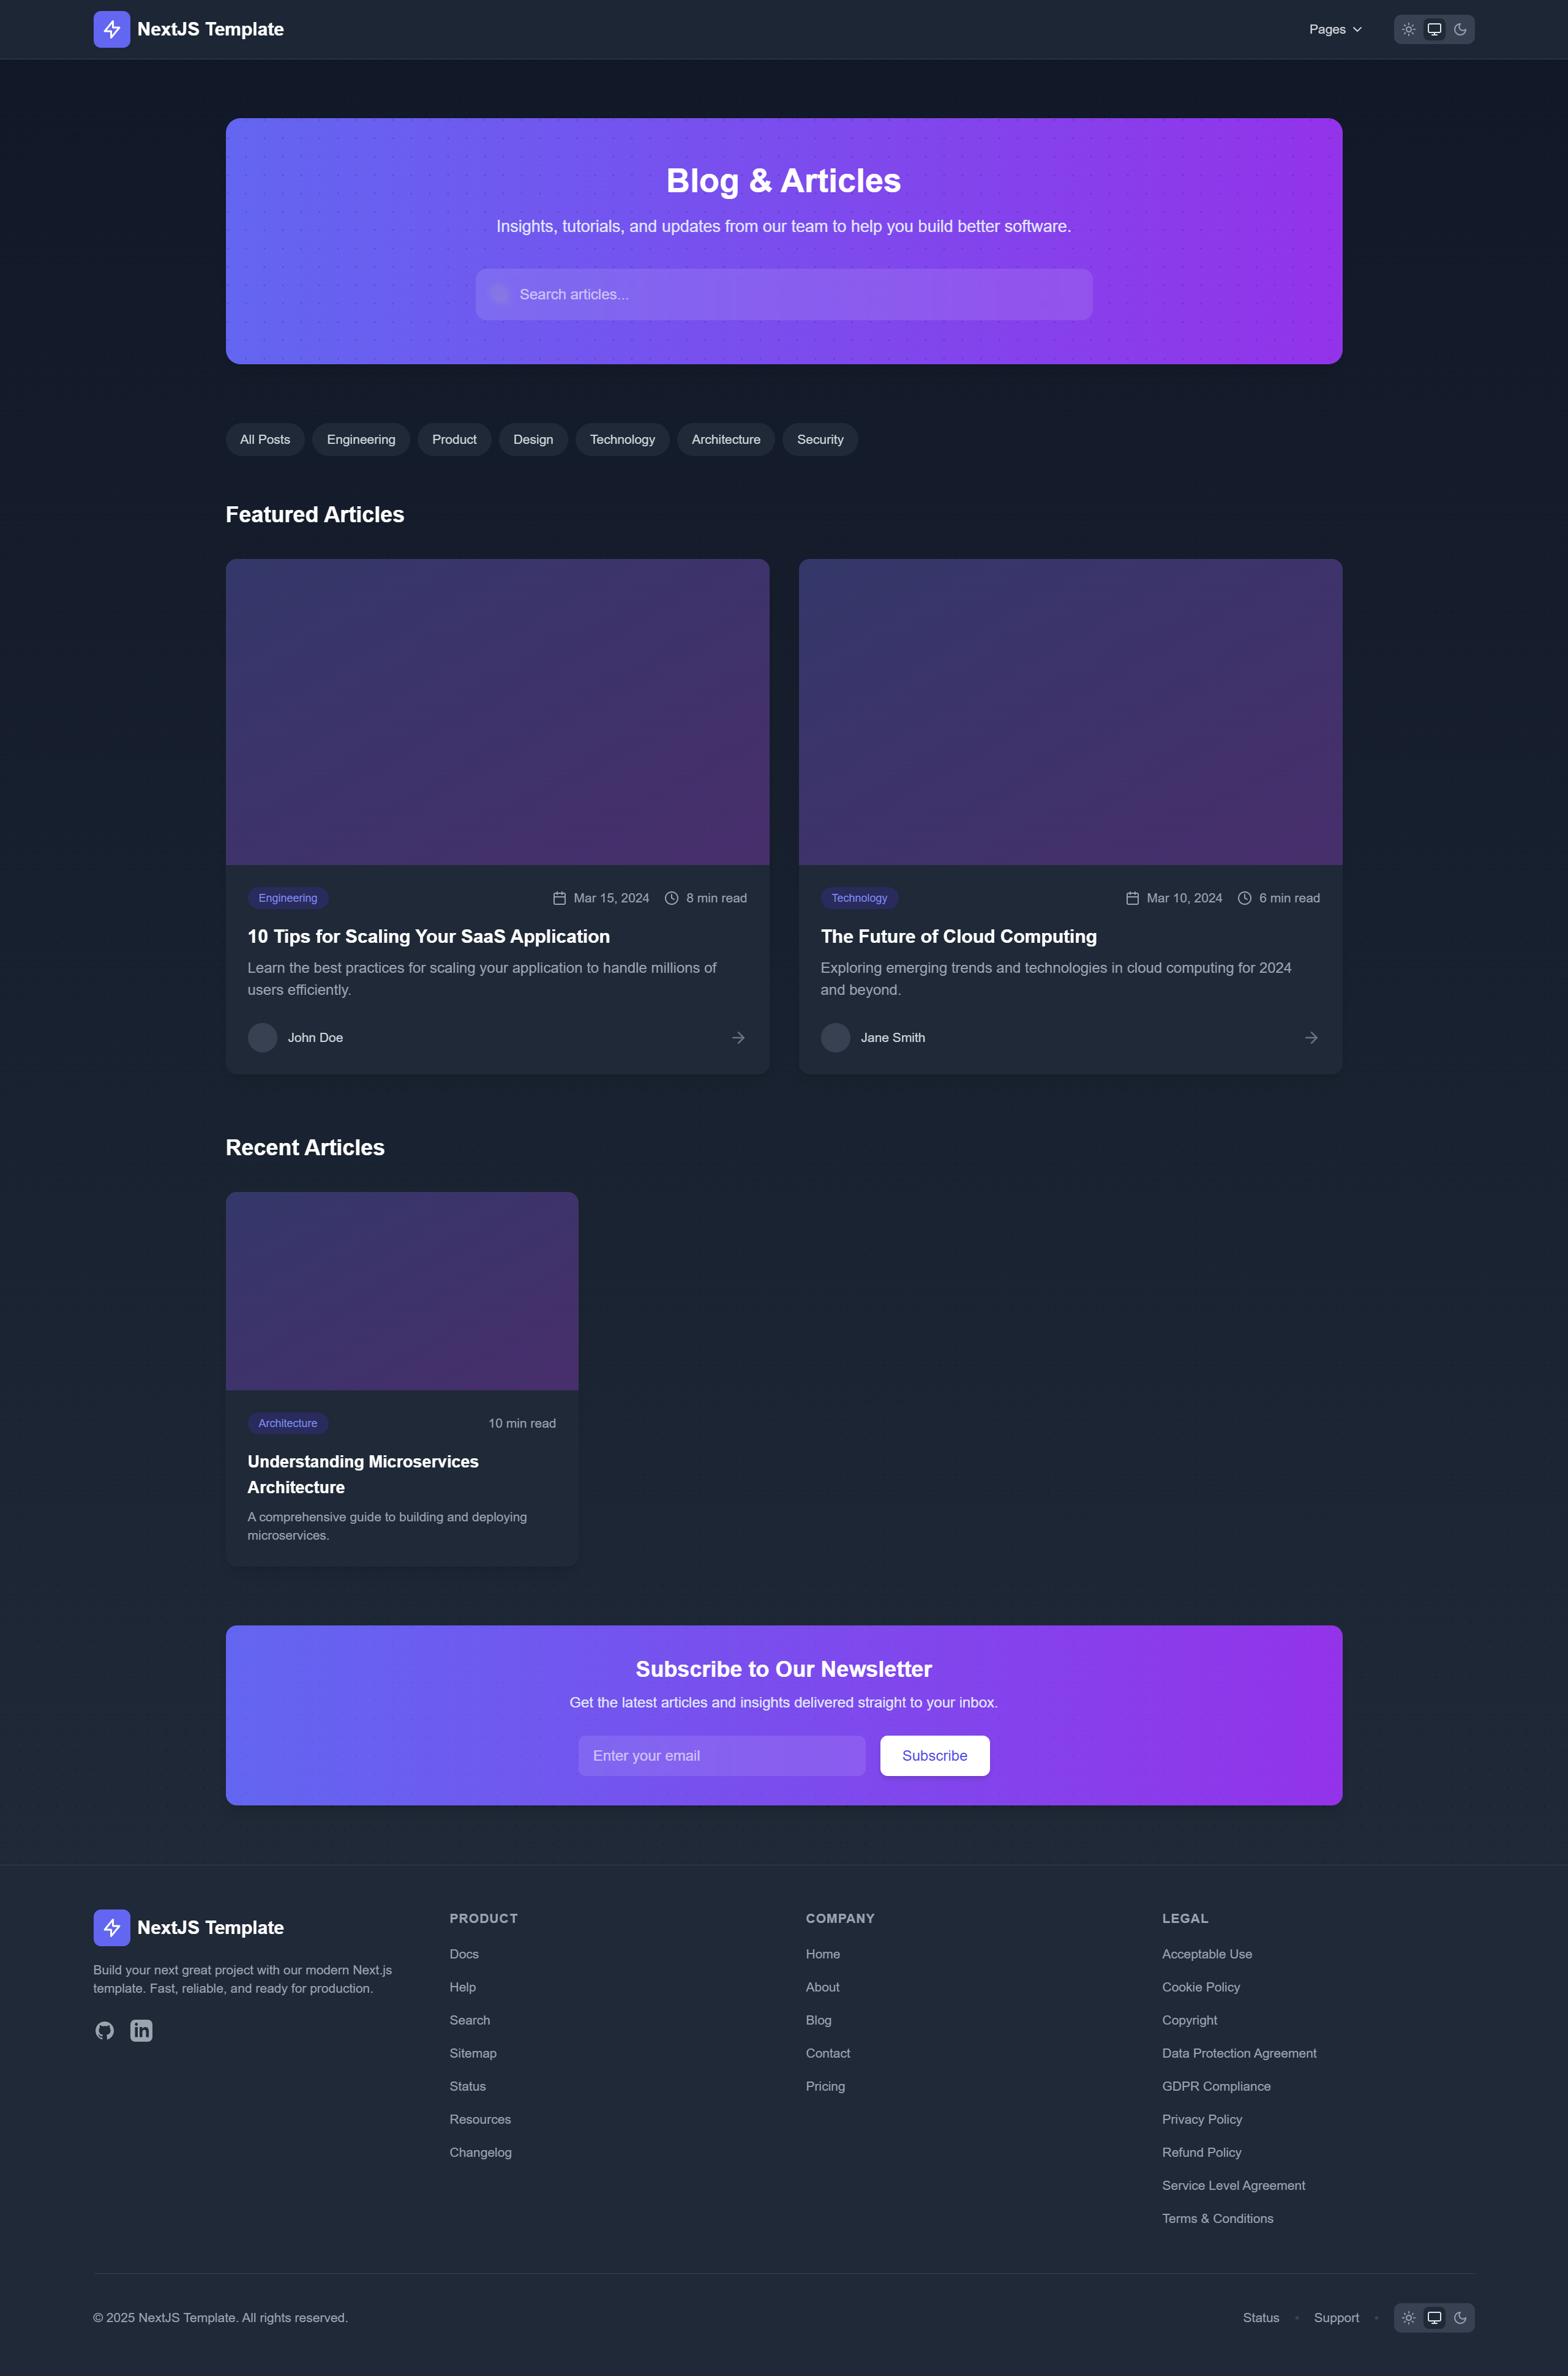 NextJS Template
Pages
Blog & Articles
Insights, tutorials, and updates from our team to help you build better software.
Search articles...
All Posts
Engineering
Product
Design
Technology
Architecture
Security
Featured Articles
Engineering
Mar 15, 2024
8 min read
10 Tips for Scaling Your SaaS Application
Learn the best practices for scaling your application to handle millions of
users efficiently.
John Doe
Technology
Mar 10, 2024
6 min read
The Future of Cloud Computing
Exploring emerging trends and technologies in cloud computing for 2024
and beyond.
Jane Smith
Recent Articles
Architecture
10 min read
Understanding Microservices
Architecture
A comprehensive guide to building and deploying
microservices.
Subscribe to Our Newsletter
Get the latest articles and insights delivered straight to your inbox.
Enter your email
Subscribe
NextJS Template
Build your next great project with our modern Next.js
template. Fast, reliable, and ready for production.
PRODUCT
Docs
Help
Search
Sitemap
Status
Resources
Changelog
COMPANY
Home
About
Blog
Contact
Pricing
LEGAL
Acceptable Use
Cookie Policy
Copyright
Data Protection Agreement
GDPR Compliance
Privacy Policy
Refund Policy
Service Level Agreement
Terms & Conditions
© 2025 NextJS Template. All rights reserved.
Status
Support